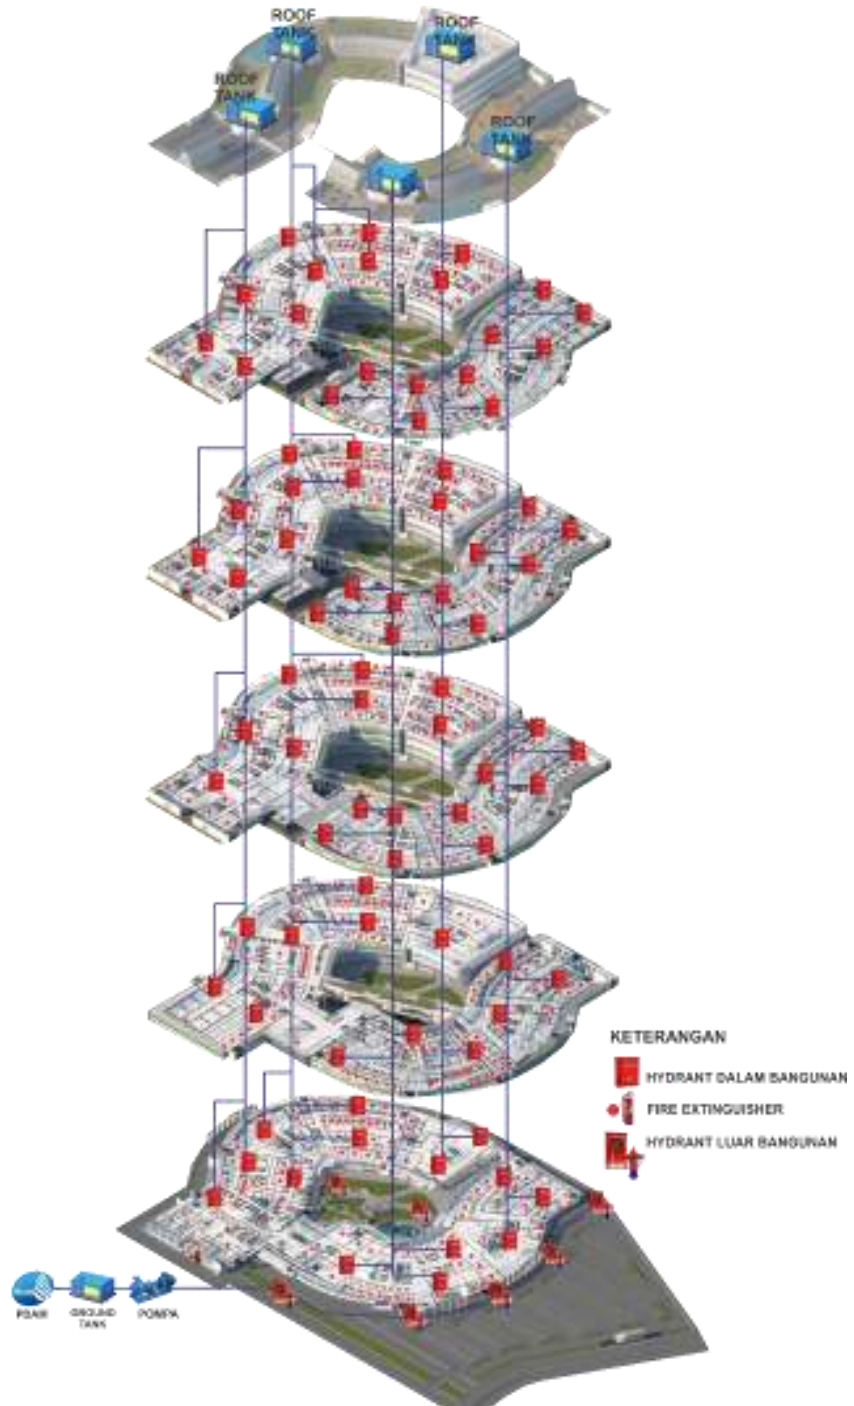 ROOF
TANK
ROOF
TANK
ROOF
TANK
ROOF
TANK
KETERANGAN
HYDRANT DALAM BANGUNAN
FIRE EXTINGUISHER
HYDRANT LUAR BANGUNAN
PDAM
GROUND
TANK
POMPA